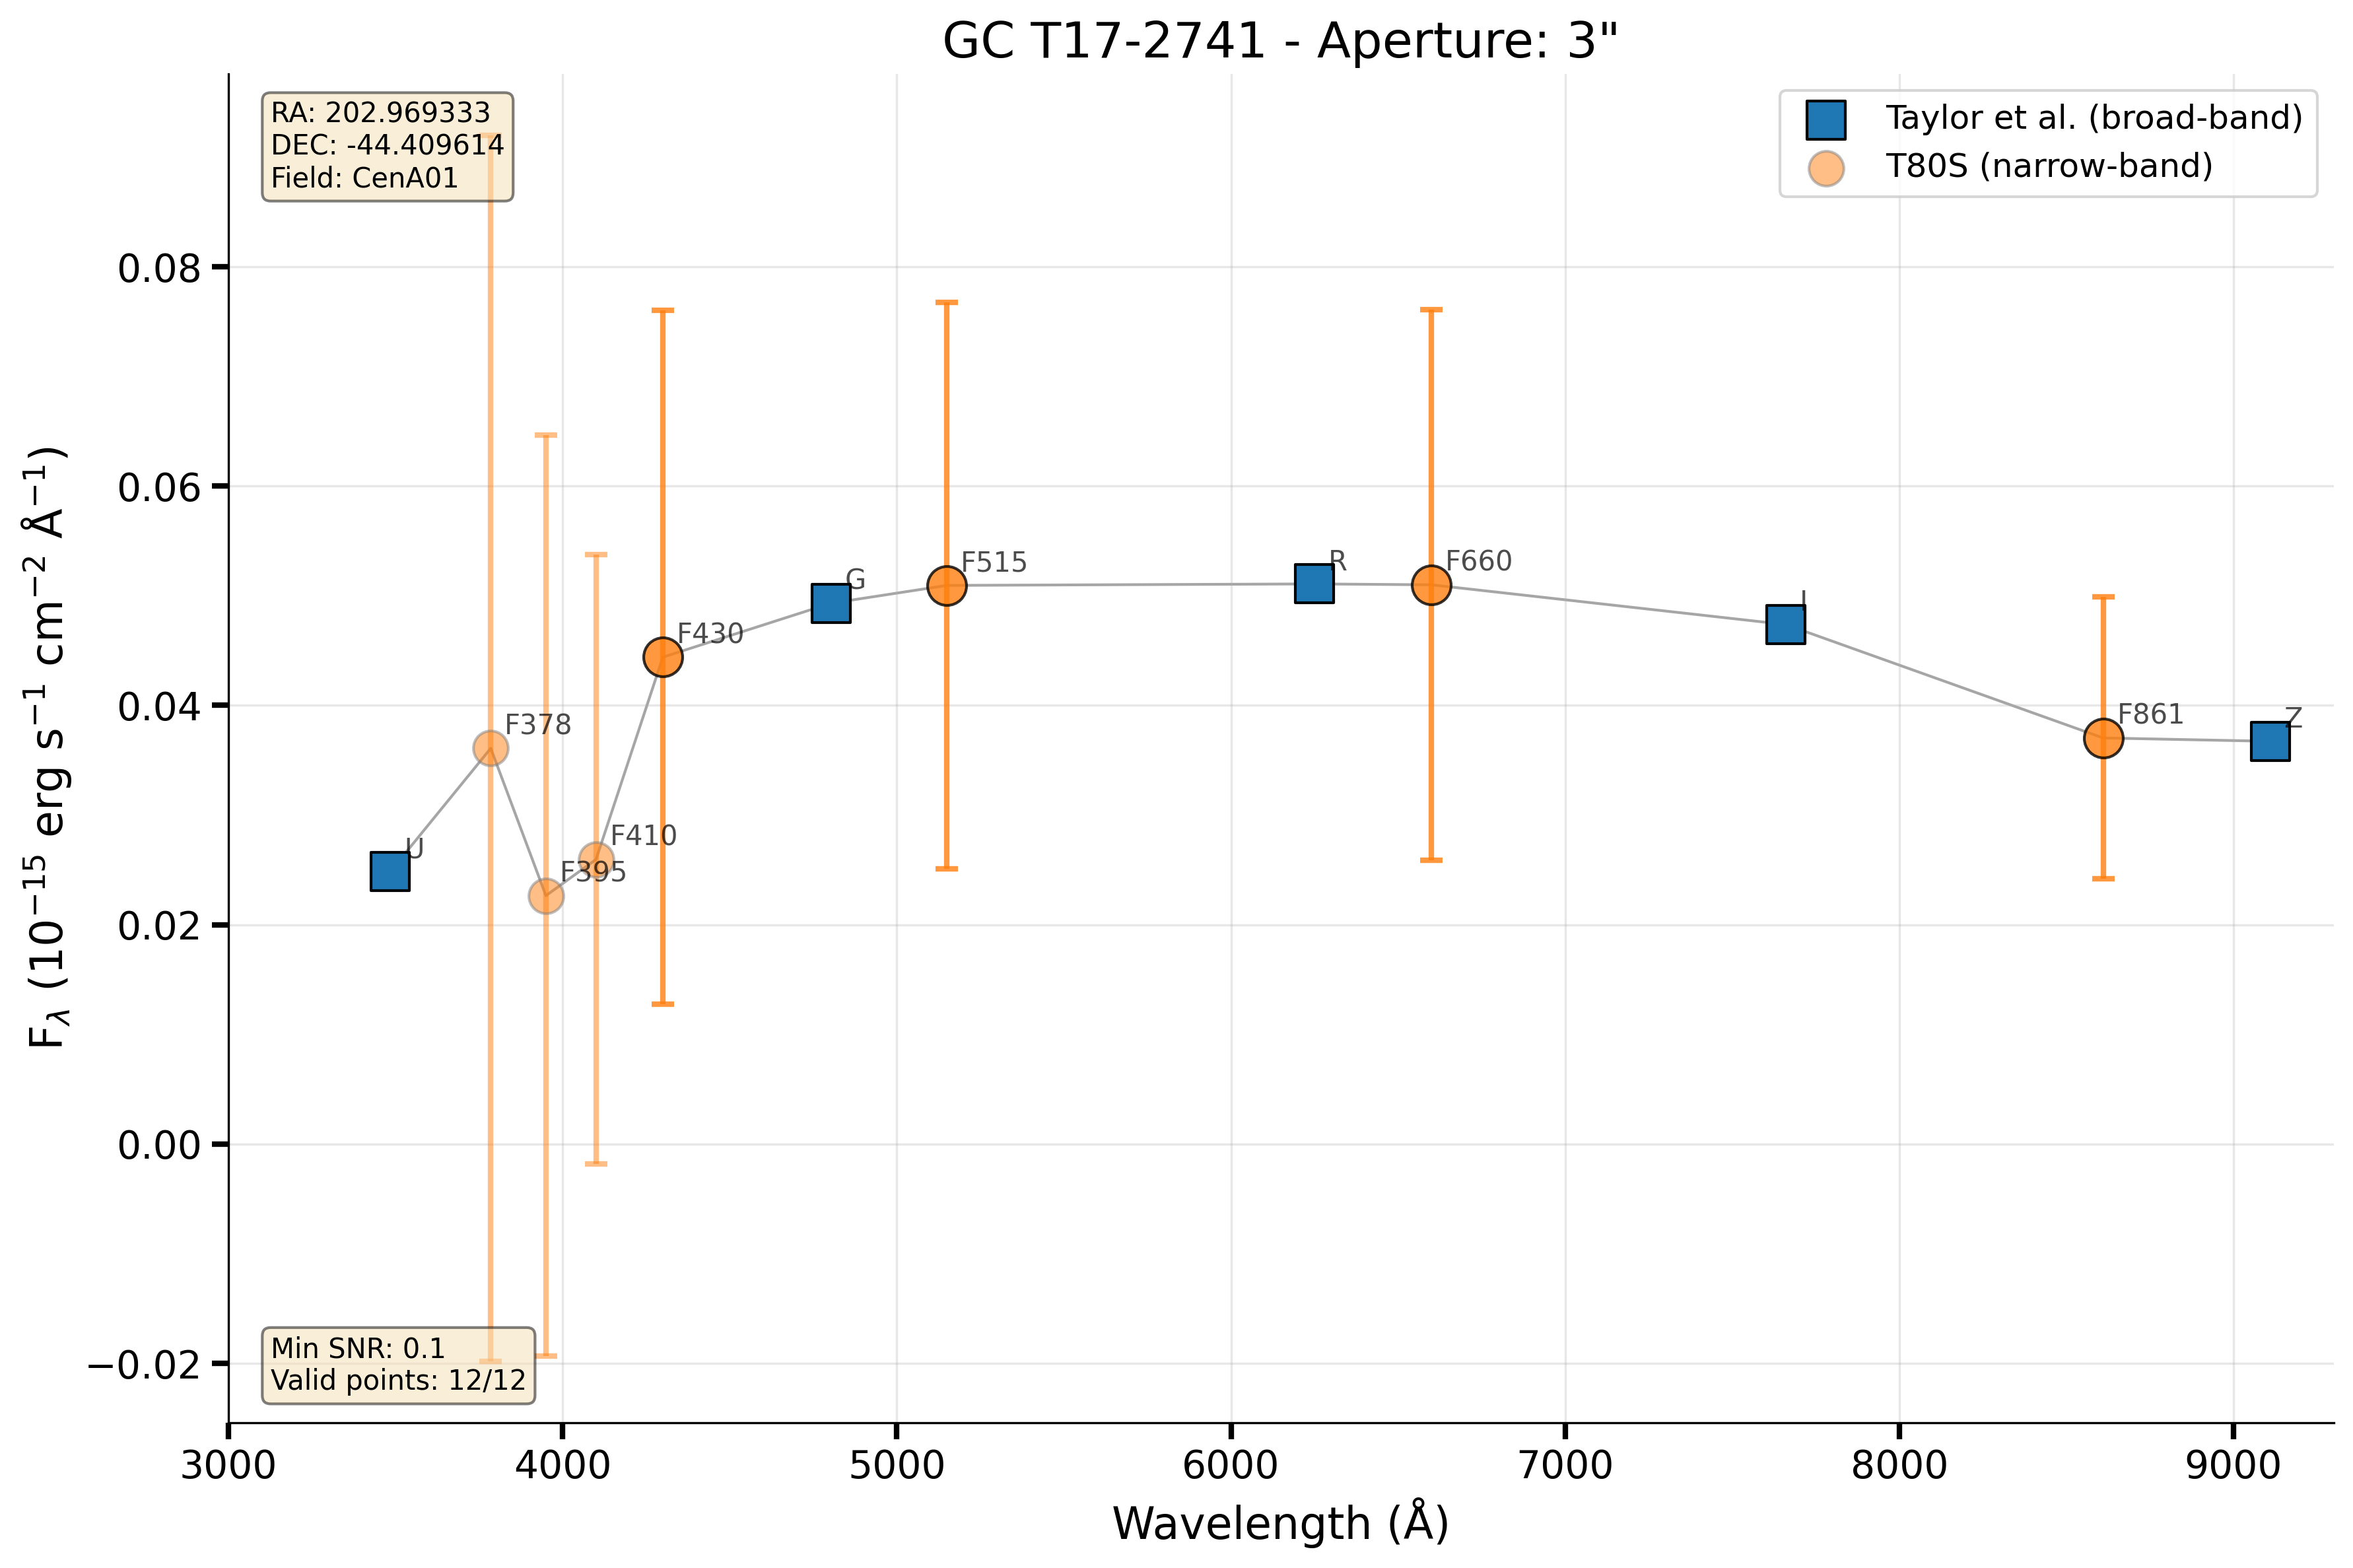 GC T17-2741 - Aperture: 3"
RA: 202.969333
DEC: -44.409614
Field: CenA01
Taylor et al. (broad-band)
T80S (narrow-band)
F$_{\lambda}$ (10$^{-15}$ erg s$^{-1}$ cm$^{-2}$ Å$^{-1}$)
0.08
0.06
0.04
0.02
0.00
−0.02
U
F378
F395
F410
F430
G
F515
R
F660
I
F861
Z
Min SNR: 0.1
Valid points: 12/12
3000 4000 5000 6000 7000 8000 9000
Wavelength (Å)